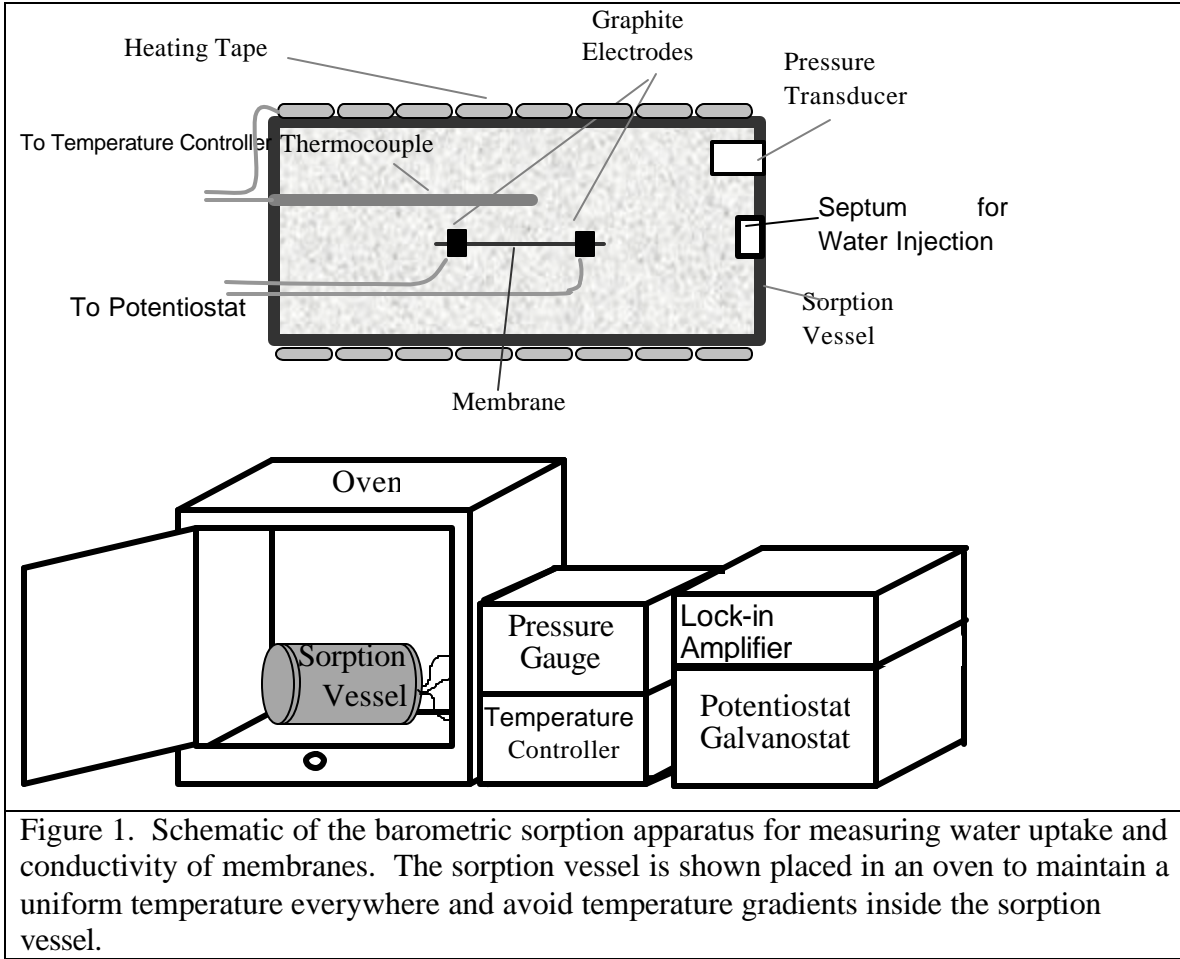 Graphite
Electrodes
Heating Tape
Pressure
Transducer
To Temperature Controller
Thermocouple
Septum for
Water Injection
To Potentiostat
Sorption
Vessel
Membrane
Oven
Sorption
Vessel
Pressure
Gauge
Temperature
Controller
Lock-in
Amplifier
Potentiostat
Galvanostat
Figure 1. Schematic of the barometric sorption apparatus for measuring water uptake and
conductivity of membranes. The sorption vessel is shown placed in an oven to maintain a
uniform temperature everywhere and avoid temperature gradients inside the sorption
vessel.